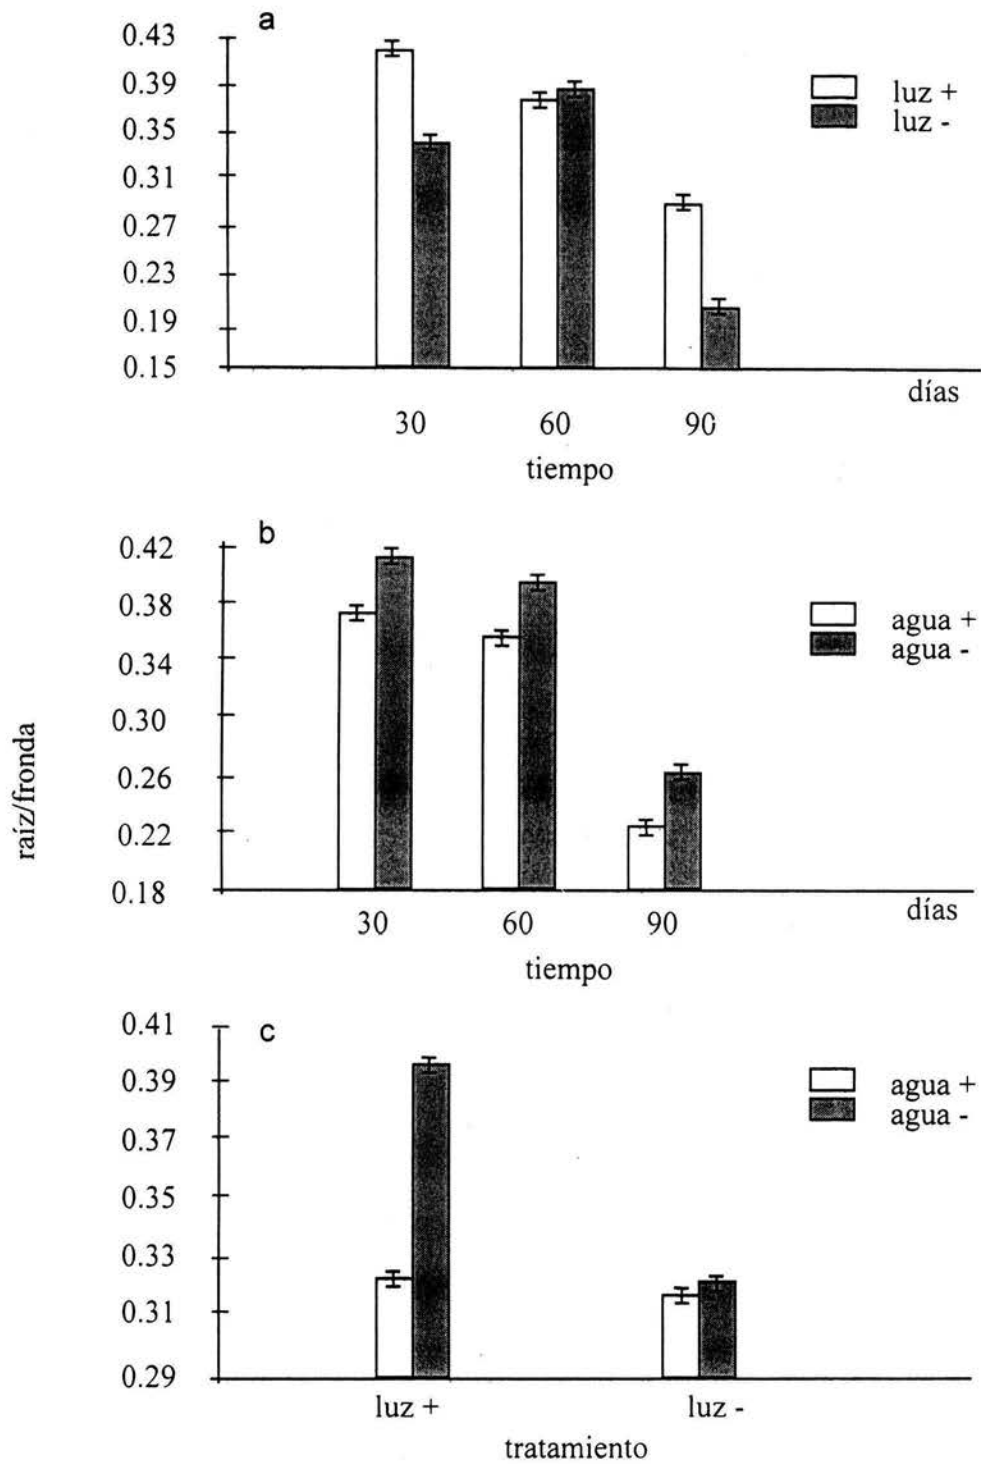 a
0.43
0.39
0.35
0.31
0.27
0.23
0.19
0.15
luz +
luz -
días
30 60 90
tiempo
b
0.42
0.38
0.34
0.30
0.26
0.22
0.18
agua +
agua -
raíz/fronda
días
30 60 90
tiempo
c
0.41
0.39
0.37
0.35
0.33
0.31
0.29
agua +
agua -
luz + luz -
tratamiento